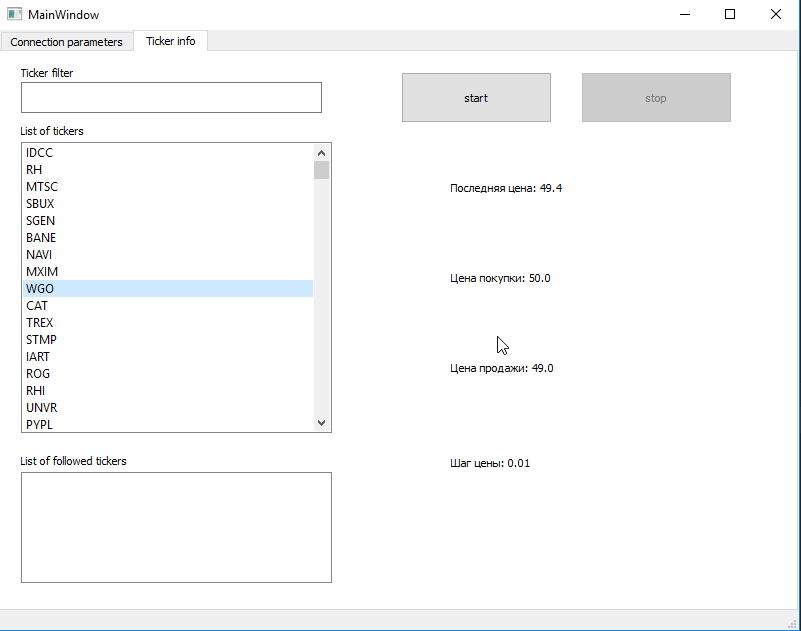 MainWindow
Connection parameters
Ticker info
Ticker filter
start
stop
List of tickers
IDCC
RH
MTSC
SBUX
SGEN
BANE
NAVI
MXIM
WGO
CAT
TREX
STMP
IART
ROG
RHI
UNVR
PYPL
Последняя цена: 49.4
Цена покупки: 50.0
Цена продажи: 49.0
Шаг цены: 0.01
List of followed tickers